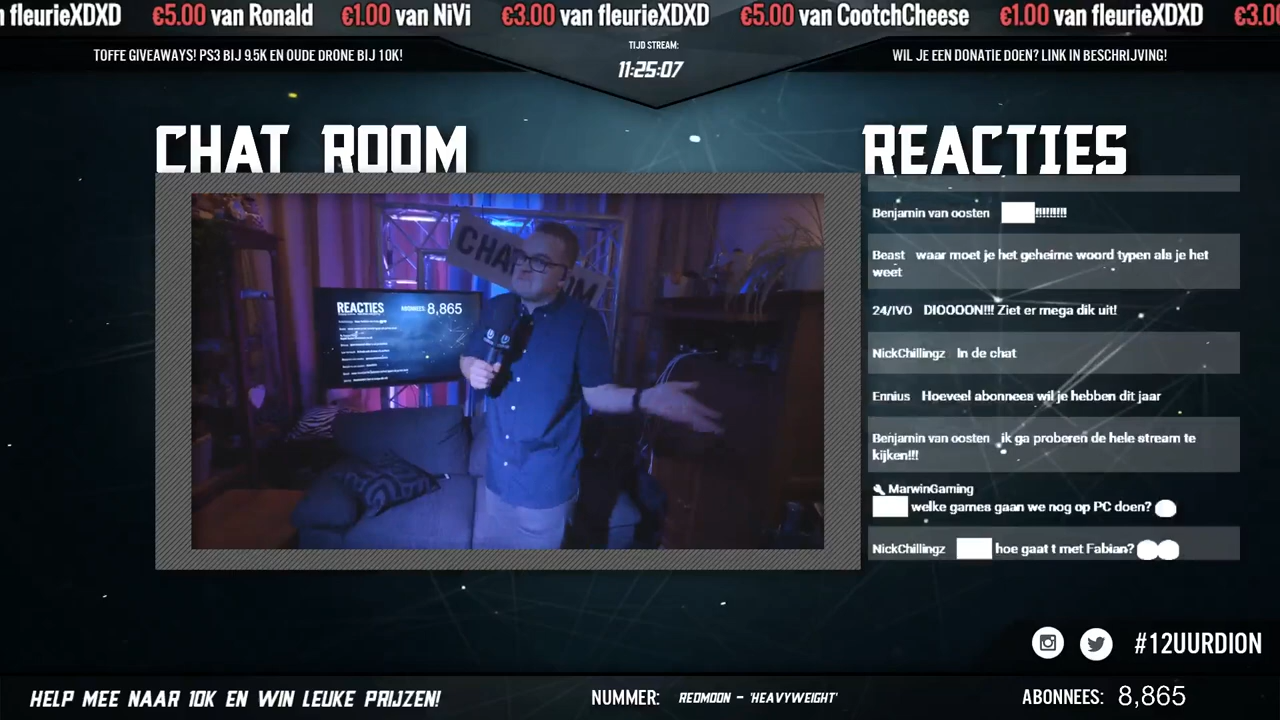 n fleurieXDXD €5.00 van Ronald €1.00 van NiVi €3.00 van fleurieXDXD €5.00 van CootchCheese €1.00 van fleurieXDXD €3.0
TOFFE GIVEAWAYS! PS3 BIJ 9.5K EN OUDE DRONE BIJ 10K!
TIJD STREAM:
11:25:07
WIL JE EEN DONATIE DOEN? LINK IN BESCHRIJVING!
CHAT ROOM
CHAT
REACTIES
ABONNEES: 8,865
REACTIES
Benjamin van oosten !!!!!!!!!
Beast waar moet je het geheime woord typen als je het
weet
24/IVO DIOOOON!!! Ziet er mega dik uit!
NickChillingz In de chat
Ennius Hoeveel abonnees wil je hebben dit jaar
Benjamin van oosten ik ga proberen de hele stream te
kijken!!!
MarwinGaming
welke games gaan we nog op PC doen?
NickChillingz hoe gaat t met Fabian?
#12UURDION
HELP MEE NAAR 10K EN WIN LEUKE PRIJZEN!
NUMMER: REDMOON - 'HEAVYWEIGHT'
ABONNEES: 8,865